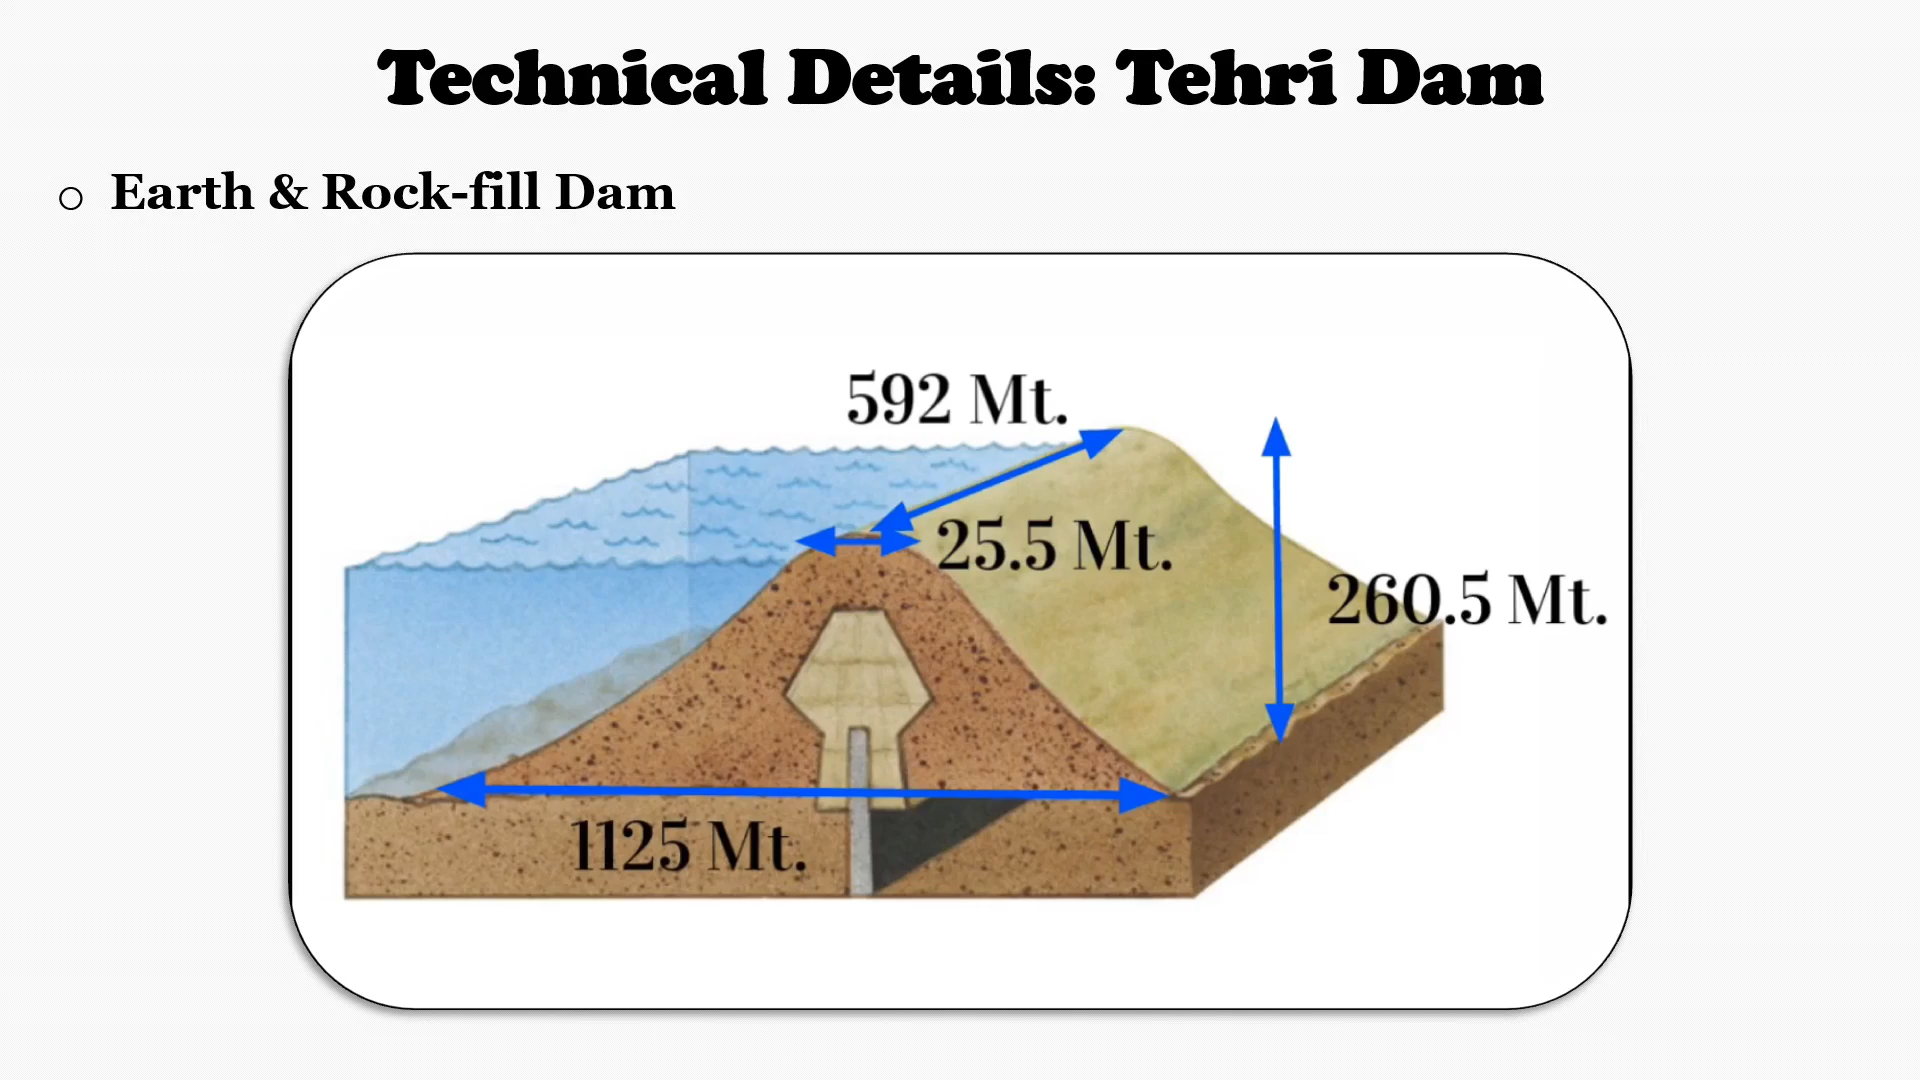 Technical Details: Tehri Dam
○ Earth & Rock-fill Dam
592 Mt.
25.5 Mt.
260.5 Mt.
1125 Mt.